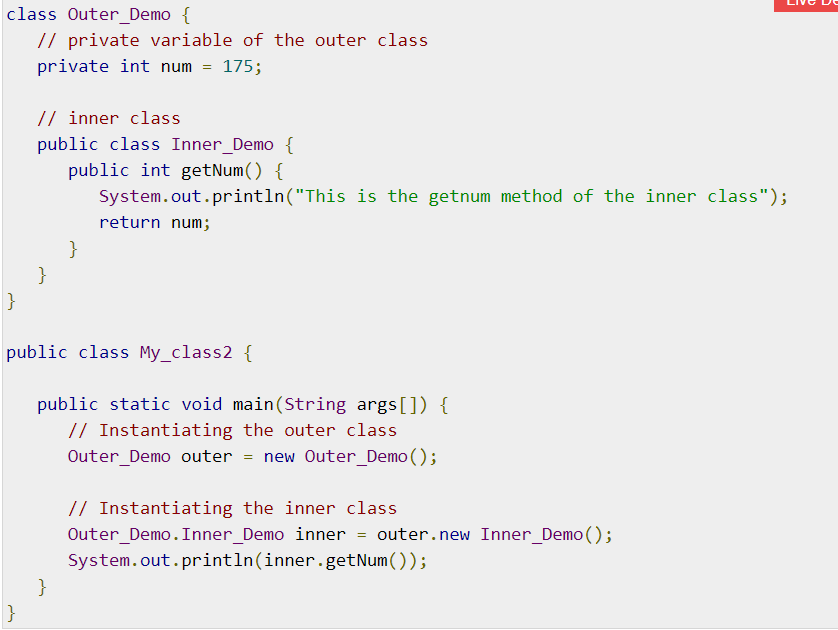 Live De
class Outer_Demo {
   // private variable of the outer class
   private int num = 175;

   // inner class
   public class Inner_Demo {
      public int getNum() {
         System.out.println("This is the getnum method of the inner class");
         return num;
      }
   }
}

public class My_class2 {

   public static void main(String args[]) {
      // Instantiating the outer class
      Outer_Demo outer = new Outer_Demo();

      // Instantiating the inner class
      Outer_Demo.Inner_Demo inner = outer.new Inner_Demo();
      System.out.println(inner.getNum());
   }
}